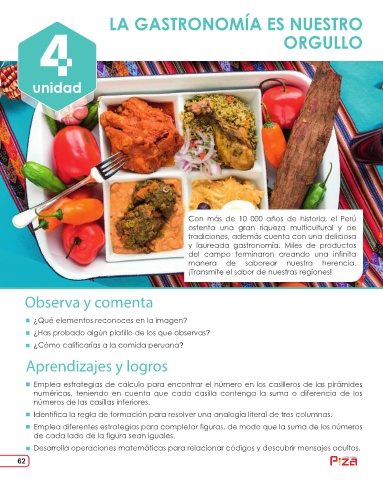 LA GASTRONOMÍA ES NUESTRO
ORGULLO
4
unidad
Con más de 10 000 años de historia, el Perú
ostenta una gran riqueza multicultural y de
tradiciones, además cuenta con una deliciosa
y laureada gastronomía. Miles de productos
del campo terminaron creando una infinita
manera de saborear nuestra herencia.
¡Transmite el sabor de nuestras regiones!
Observa y comenta
¿Qué elementos reconoces en la imagen?
¿Has probado algún platillo de los que observas?
¿Cómo calificarías a la comida peruana?
Aprendizajes y logros
Emplea estrategias de cálculo para encontrar el número en los casilleros de las pirámides
numéricas, teniendo en cuenta que cada casilla contenga la suma o diferencia de los
números de las casillas inferiores.
Identifica la regla de formación para resolver una analogía literal de tres columnas.
Emplea diferentes estrategias para completar figuras, de modo que la suma de los números
de cada lado de la figura sean iguales.
Desarrolla operaciones matemáticas para relacionar códigos y descubrir mensajes ocultos.
62